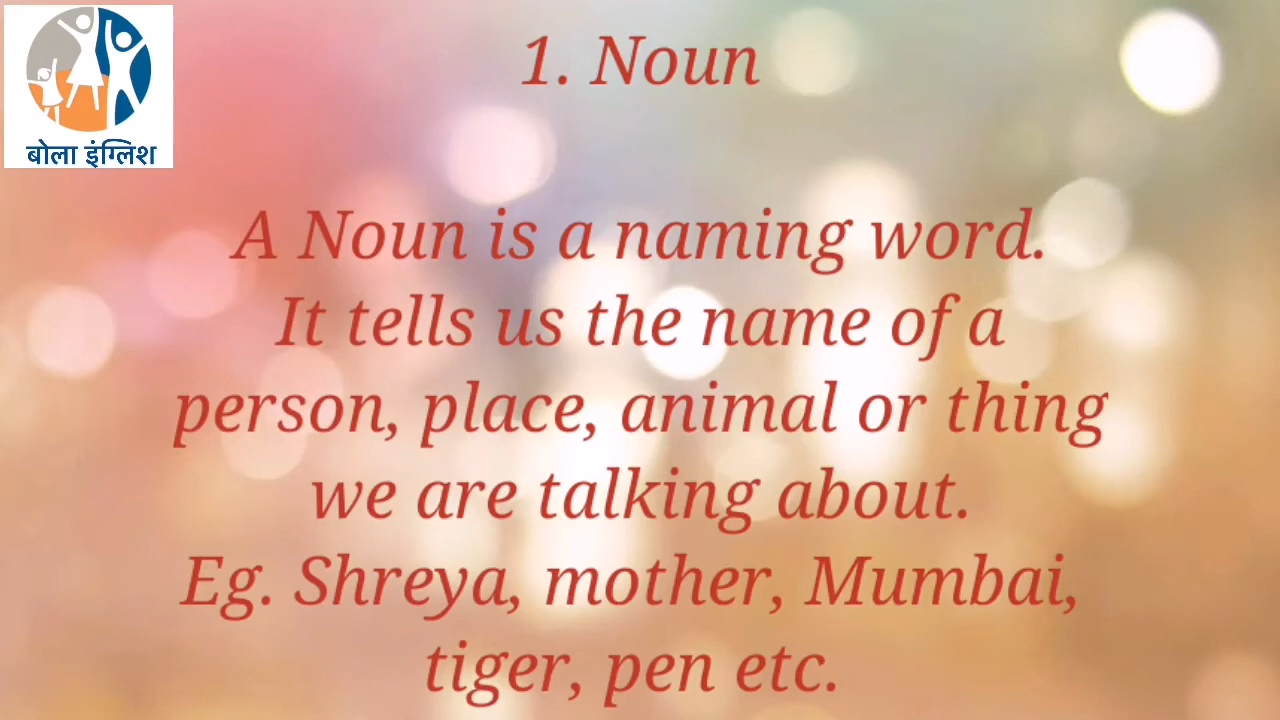 बोला इंग्लिश
1. Noun
A Noun is a naming word.
It tells us the name of a
person, place, animal or thing
we are talking about.
Eg. Shreya, mother, Mumbai,
tiger, pen etc.